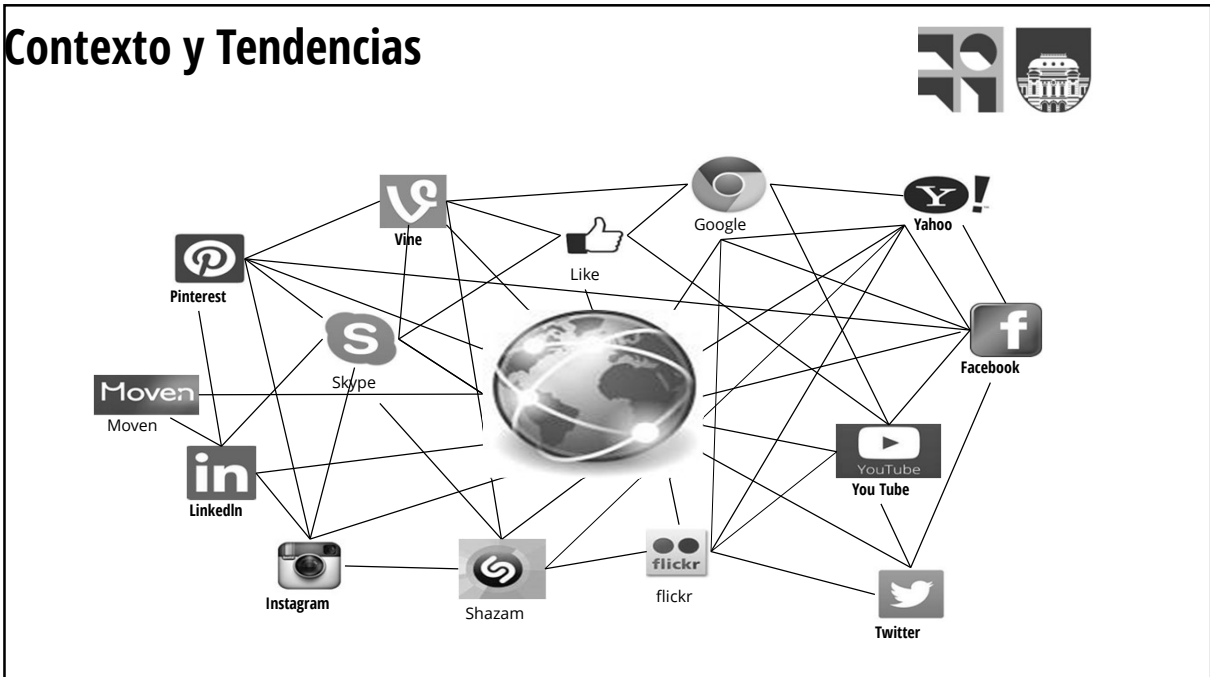 Contexto y Tendencias
Google
Y!
Yahoo
Vine
Like
Pinterest
S
Skype
f
Facebook
Moven
Moven
in
LinkedIn
YouTube
You Tube
Instagram
Shazam
flickr
flickr
Twitter